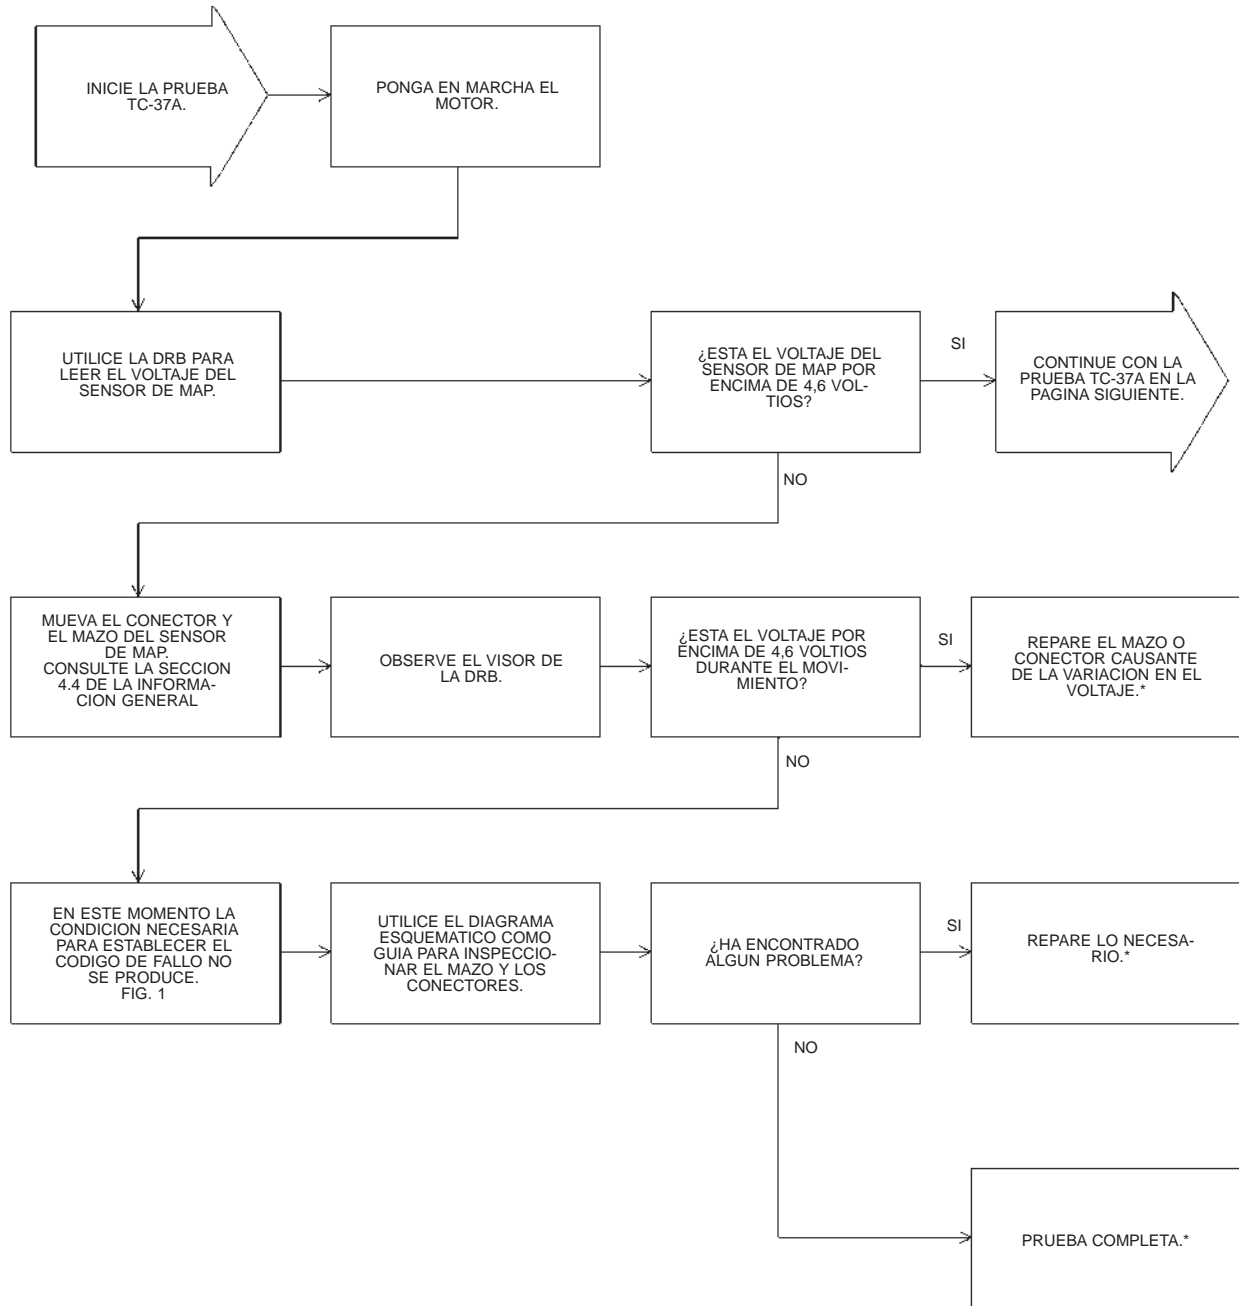 INICIE LA PRUEBA
TC-37A.
PONGA EN MARCHA EL
MOTOR.
UTILICE LA DRB PARA
LEER EL VOLTAJE DEL
SENSOR DE MAP.
¿ESTA EL VOLTAJE DEL
SENSOR DE MAP POR
ENCIMA DE 4,6 VOL-
TIOS?
SI
CONTINUE CON LA
PRUEBA TC-37A EN LA
PAGINA SIGUIENTE.
NO
MUEVA EL CONECTOR Y
EL MAZO DEL SENSOR
DE MAP.
CONSULTE LA SECCION
4.4 DE LA INFORMA-
CION GENERAL
OBSERVE EL VISOR DE
LA DRB.
¿ESTA EL VOLTAJE POR
ENCIMA DE 4,6 VOLTIOS
DURANTE EL MOVI-
MIENTO?
SI
REPARE EL MAZO O
CONECTOR CAUSANTE
DE LA VARIACION EN EL
VOLTAJE.*
NO
EN ESTE MOMENTO LA
CONDICION NECESARIA
PARA ESTABLECER EL
CODIGO DE FALLO NO
SE PRODUCE.
FIG. 1
UTILICE EL DIAGRAMA
ESQUEMATICO COMO
GUIA PARA INSPECCIO-
NAR EL MAZO Y LOS
CONECTORES.
¿HA ENCONTRADO
ALGUN PROBLEMA?
SI
REPARE LO NECESA-
RIO.*
NO
PRUEBA COMPLETA.*